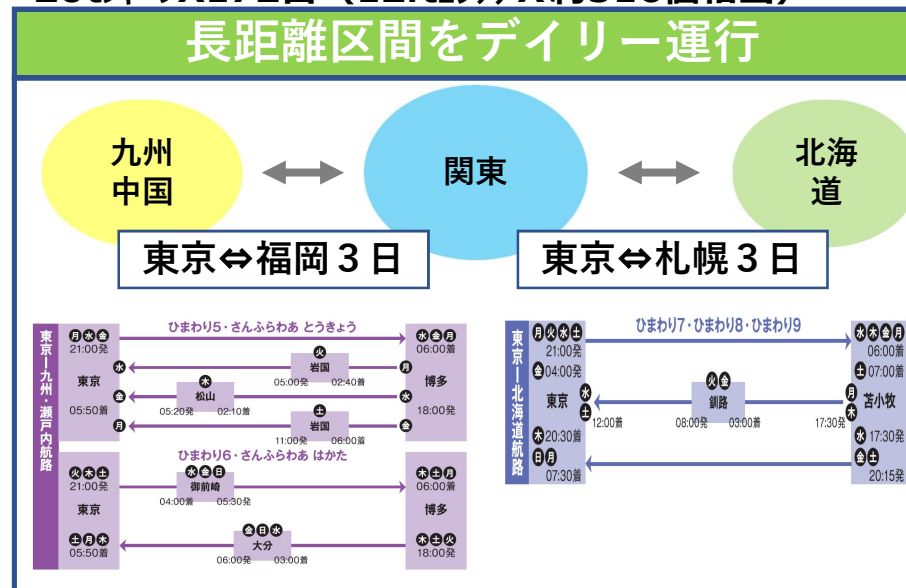 長距離区間をデイリー運行
九州
中国
関東
北海
道
東京⇔福岡３日
東京⇔札幌３日
東京ー九州・瀬戸内航路
ひまわり5・さんふらわあ とうきょう
月水金
21:00発
水金月
06:00着
東京
博多
火
岩国
05:00発 02:40着
水
月
木
松山
05:20発 02:10着
金
水
土
岩国
11:00発 06:00着
月
金
05:50着
18:00発
ひまわり6・さんふらわあ はかた
火木土
21:00発
水金日
御前崎
04:00着 05:30発
木土月
06:00着
東京
博多
土月木
05:50着
金日水
大分
06:00発 03:00着
木土火
18:00発
東京ー北海道航路
ひまわり7・ひまわり8・ひまわり9
月火水土
21:00発
金04:00発
水木金月
06:00着
土07:00着
東京
水
土
12:00着
火金
釧路
08:00発 03:00着
月
木
17:30発
苫小牧
木20:30着
水17:30発
日月
07:30着
金土
20:15発